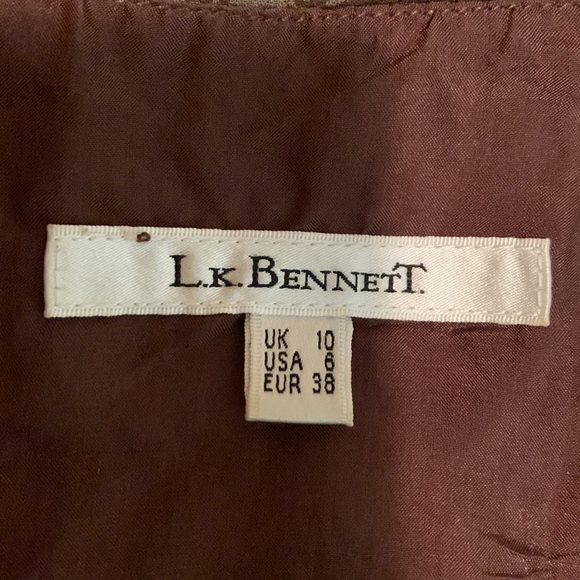 L.K.BENNETT.
UK 10
USA 6
EUR 38